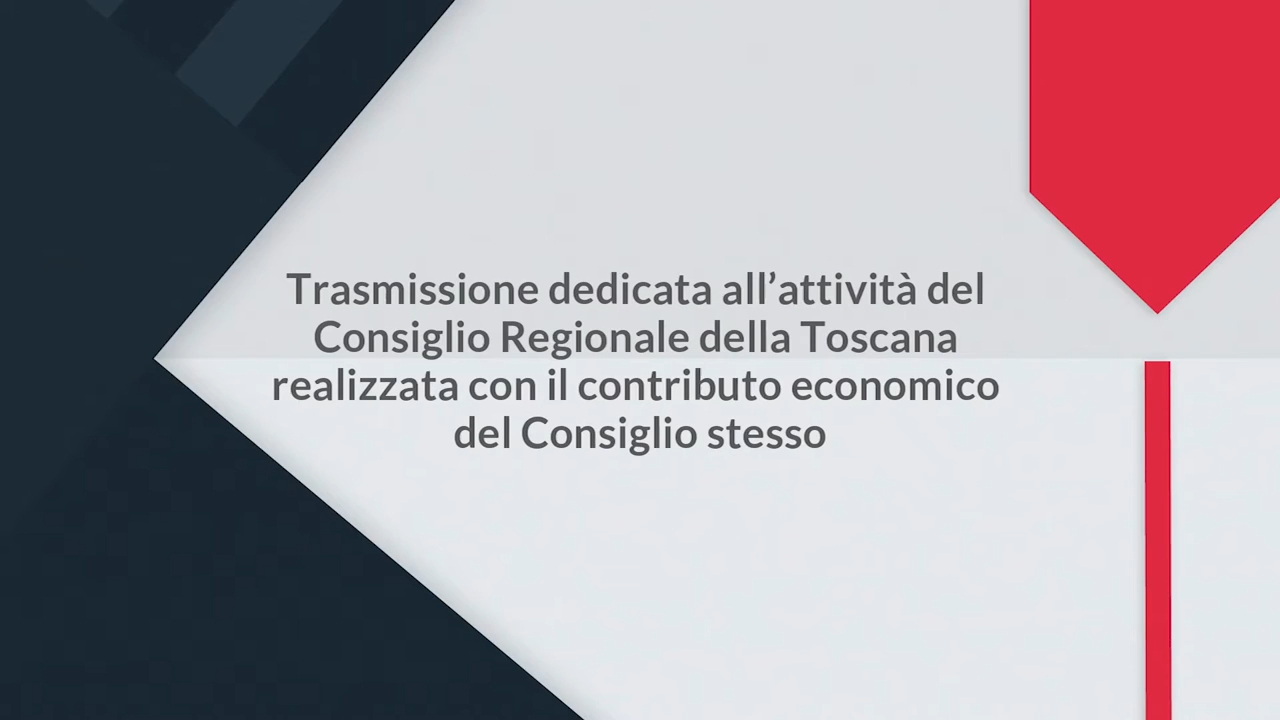 Trasmissione dedicata all’attività del
Consiglio Regionale della Toscana
realizzata con il contributo economico
del Consiglio stesso